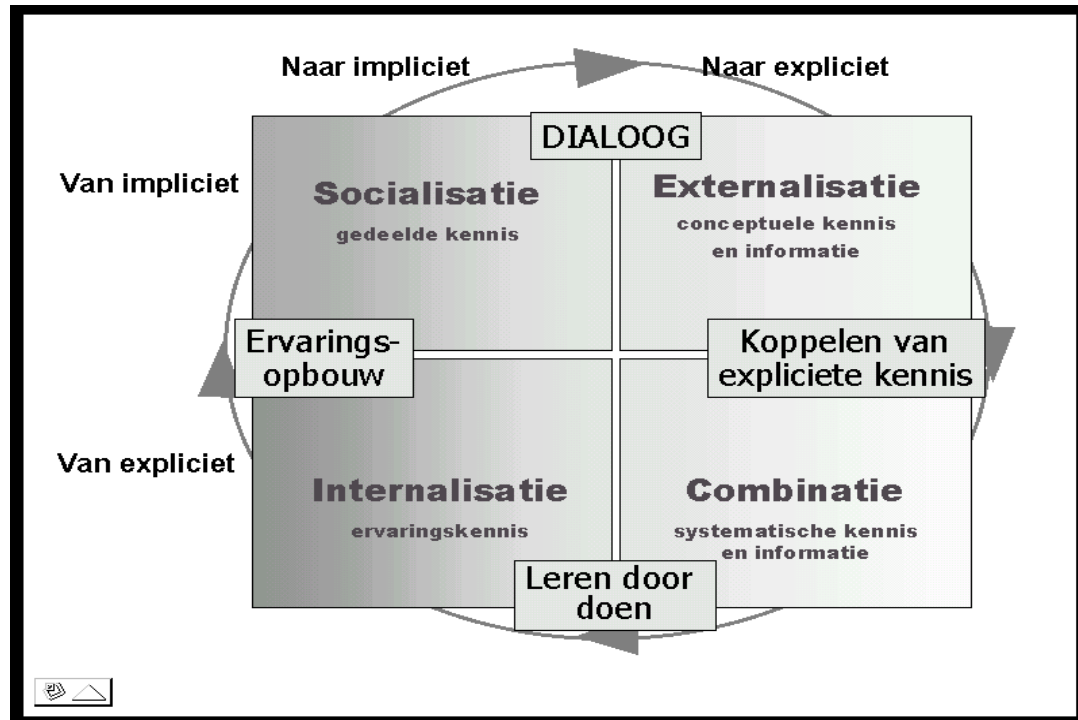 Naar impliciet
Naar expliciet
DIALOOG
Van impliciet
Socialisatie
gedeelde kennis
Externalisatie
conceptuele kennis
en informatie
Ervarings-
opbouw
Koppelen van
expliciete kennis
Van expliciet
Internalisatie
ervaringskennis
Combinatie
systematische kennis
en informatie
Leren door
doen